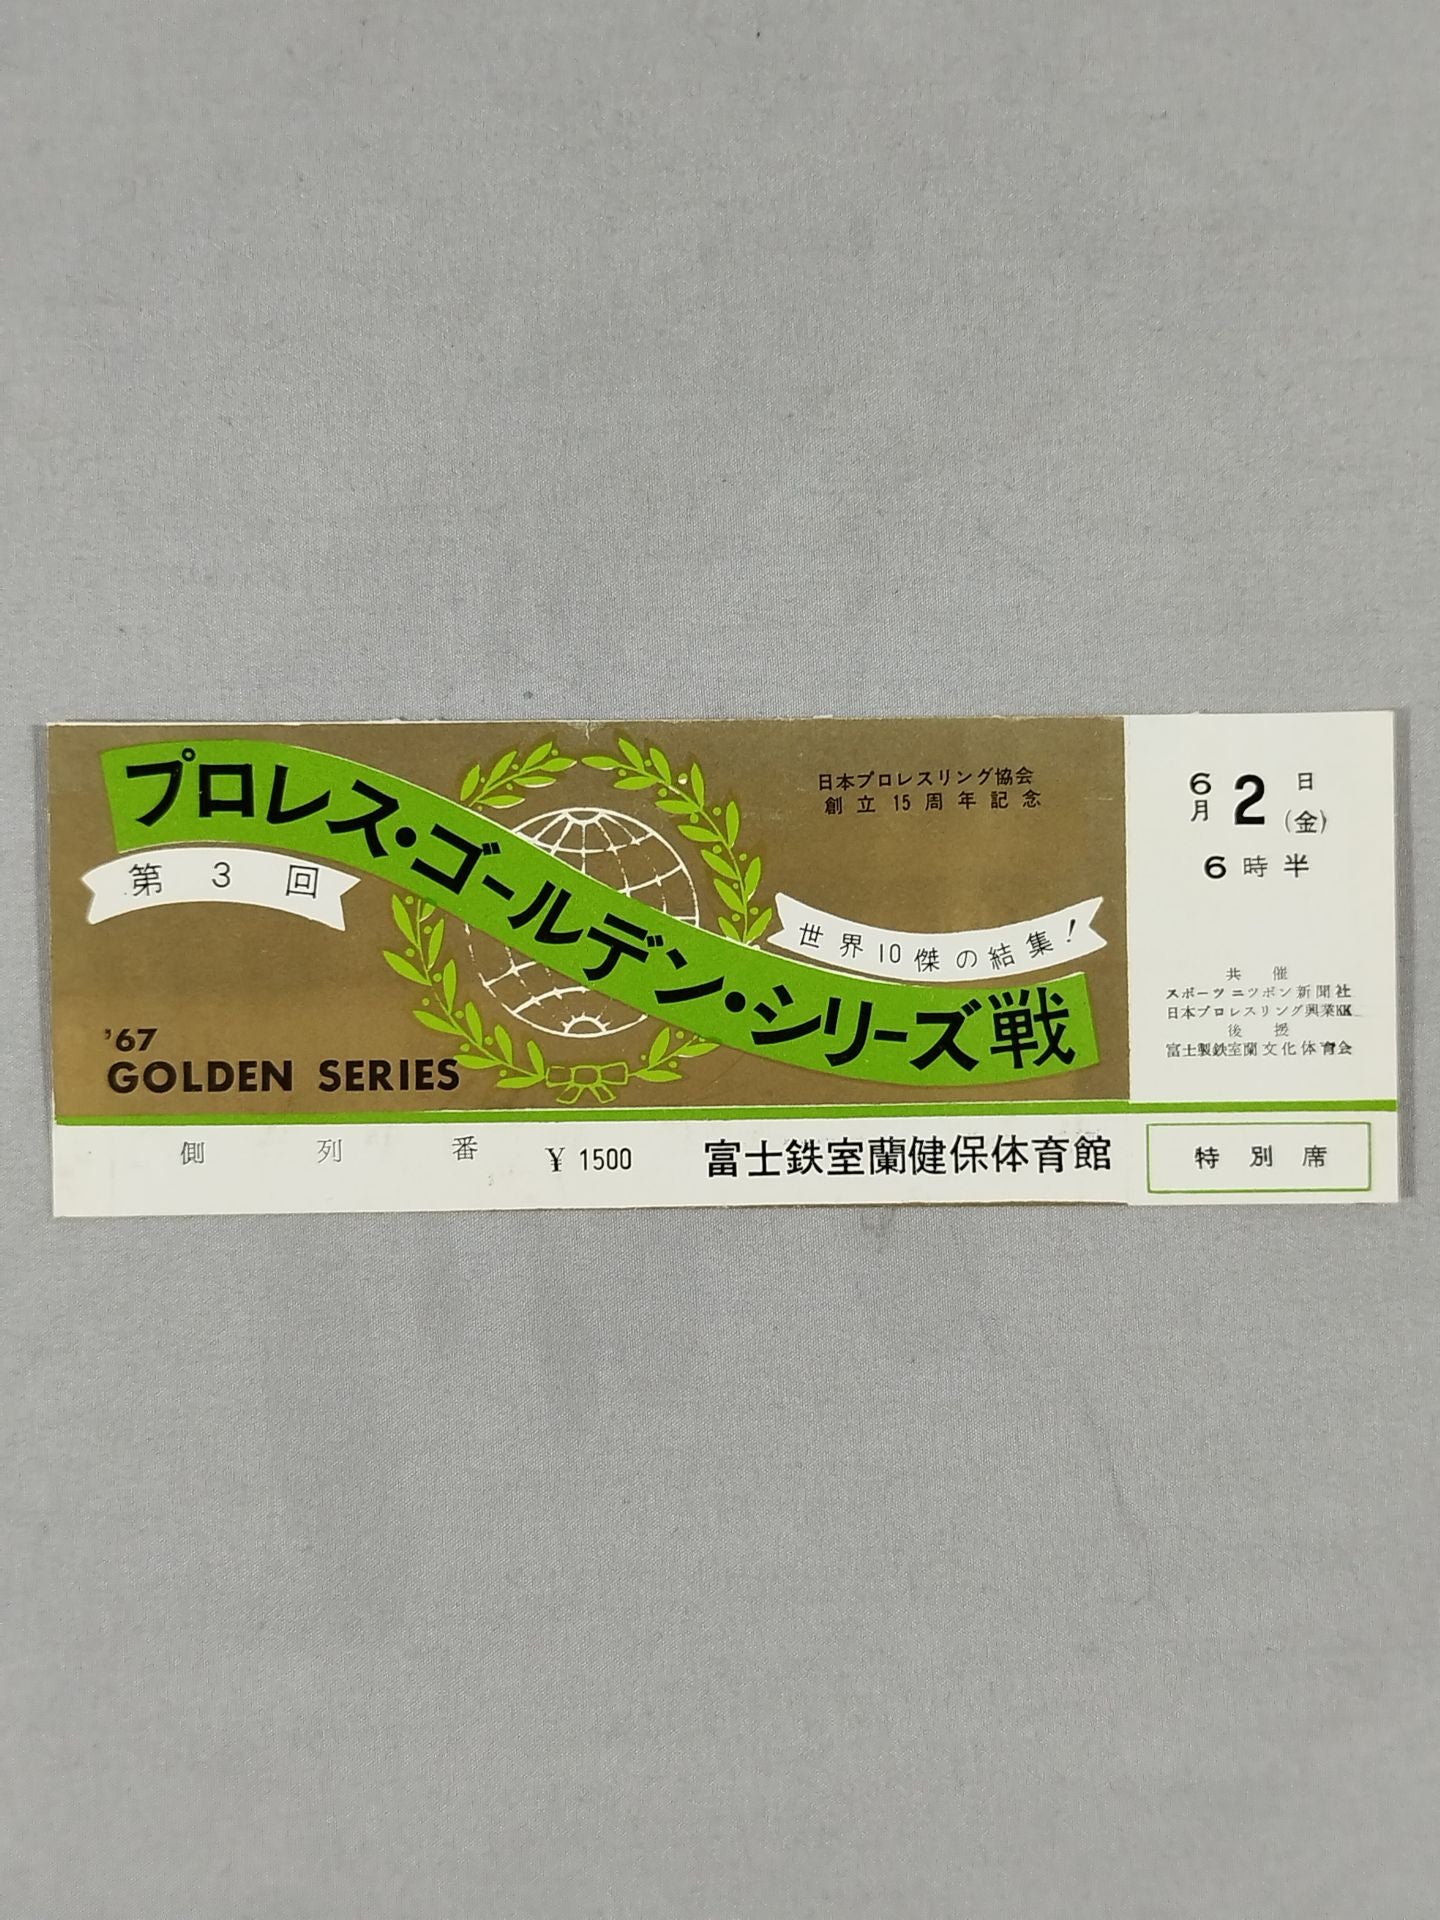 プロレス・ゴールデン・シリーズ戦
第3回
日本プロレスリング協会
創立15周年記念
世界10傑の結集!
'67
GOLDEN SERIES
側 列 番
¥1500
富士鉄室蘭健保体育館
6月2日(金)
6時半
共催
スポーツニッポン新聞社
日本プロレスリング興業KK
後援
富士製鉄室蘭文化体育会
特別席